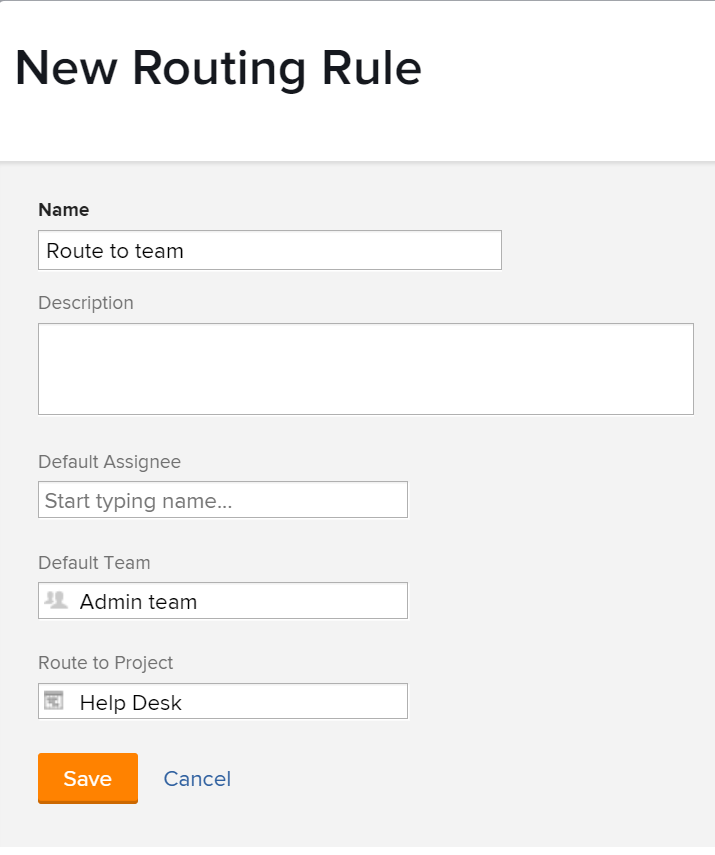 New Routing Rule
Name
Route to team
Description
Default Assignee
Start typing name...
Default Team
Admin team
Route to Project
Help Desk
Save Cancel